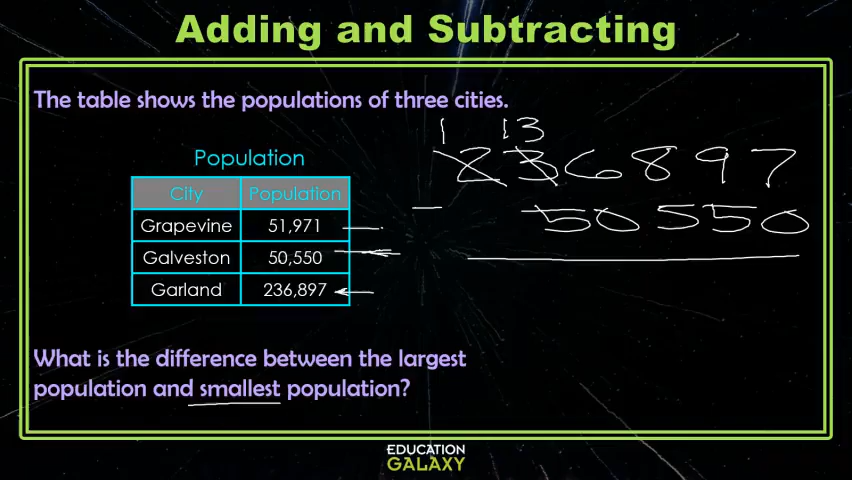 Adding and Subtracting
The table shows the populations of three cities.
Population
City Population
Grapevine 51,971
Galveston 50,550
Garland 236,897
What is the difference between the largest
population and smallest population?
1 13
236897
- 50550
EDUCATION
GALAXY